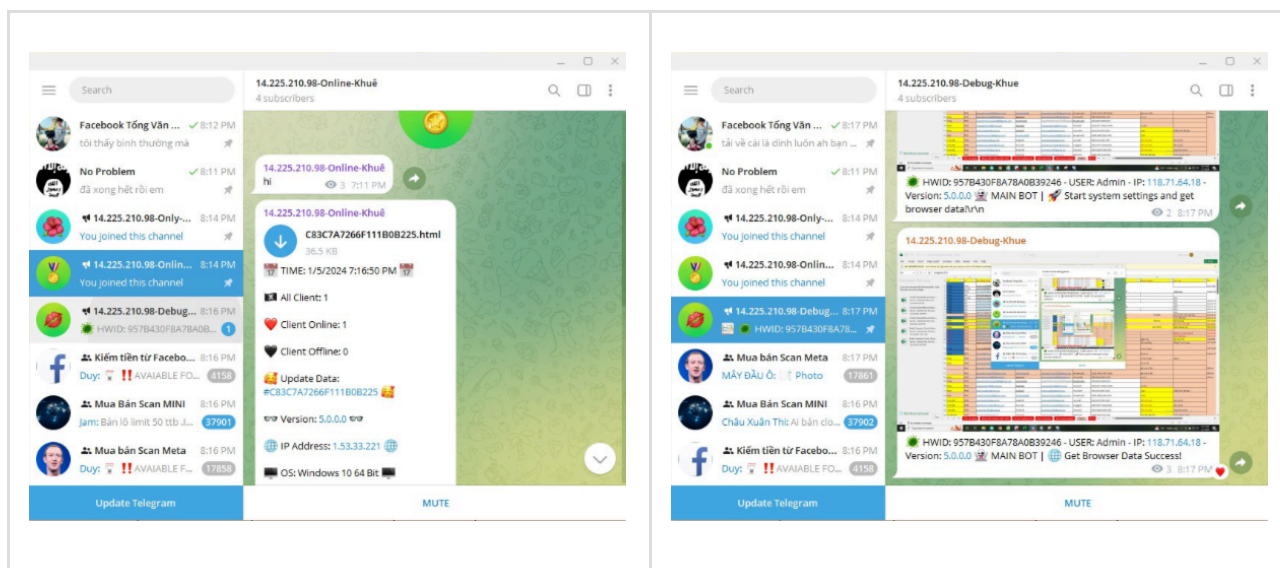 Search
Facebook Tống Văn ... 8:12 PM
tôi thấy bình thường mà
No Problem 8:11 PM
đã xong hết rồi em
14.225.210.98-Only-... 8:14 PM
You joined this channel
14.225.210.98-Onlin... 8:14 PM
You joined this channel
14.225.210.98-Debug... 8:16 PM
HWID: 957B430F8A78A0B... 1
Kiếm tiền từ Facebo... 8:16 PM
Duy: ‼️AVAIABLE FO... 4158
Mua Bán Scan MINI 8:16 PM
Jam: Bán lô limit 50 ttb .I... 37901
Mua bán Scan Meta 8:16 PM
Duy: ‼️AVAIABLE F... 17858
Update Telegram
14.225.210.98-Online-Khuê
4 subscribers
14.225.210.98-Online-Khuê
hi 3 7:11 PM
14.225.210.98-Online-Khuê
C83C7A7266F111B0B225.html
36.5 KB
TIME: 1/5/2024 7:16:50 PM
All Client: 1
Client Online: 1
Client Offline: 0
Update Data:
#C83C7A7266F111B0B225
Version: 5.0.0.0
IP Address: 1.53.33.221
OS: Windows 10 64 Bit
MUTE
Search
Facebook Tống Văn ... 8:17 PM
tải về cái là dính luôn ah bạn ...
No Problem 8:11 PM
đã xong hết rồi em
14.225.210.98-Only-... 8:14 PM
You joined this channel
14.225.210.98-Onlin... 8:14 PM
You joined this channel
14.225.210.98-Debug... 8:17 PM
HWID: 957B430F8A78...
Mua bán Scan Meta 8:17 PM
MÂY ĐẦU Ô: Photo 17861
Mua Bán Scan MINI 8:16 PM
Châu Xuân Thi: Ai bán clo... 37902
Kiếm tiền từ Facebo... 8:16 PM
Duy: ‼️AVAIABLE FO... 4158
Update Telegram
14.225.210.98-Debug-Khue
4 subscribers
HWID: 957B430F8A78A0B39246 - USER: Admin - IP: 118.71.64.18 -
Version: 5.0.0.0 MAIN BOT | Start system settings and get
browser data!\r\n
2 8:17 PM
14.225.210.98-Debug-Khue
HWID: 957B430F8A78A0B39246 - USER: Admin - IP: 118.71.64.18 -
Version: 5.0.0.0 MAIN BOT | Get Browser Data Success!
3 8:17 PM
MUTE